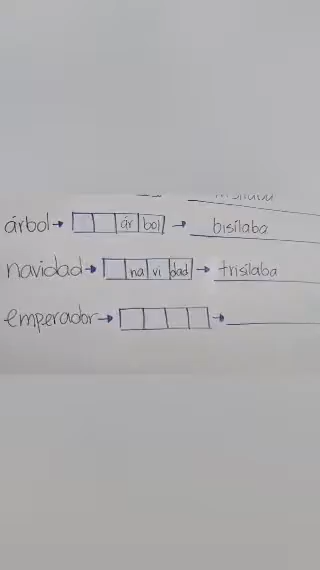 árbol→ ár bol → bisílaba
navidad→ na vi dad → trisílaba
emperador→ →